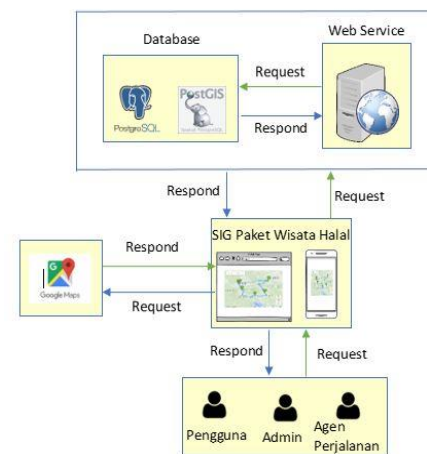 Database
Web Service
Request
PostgreSQL
PostGIS
Respond
Respond
Request
SIG Paket Wisata Halal
Respond
Google Maps
Request
Respond
Request
Pengguna
Admin
Agen
Perjalanan